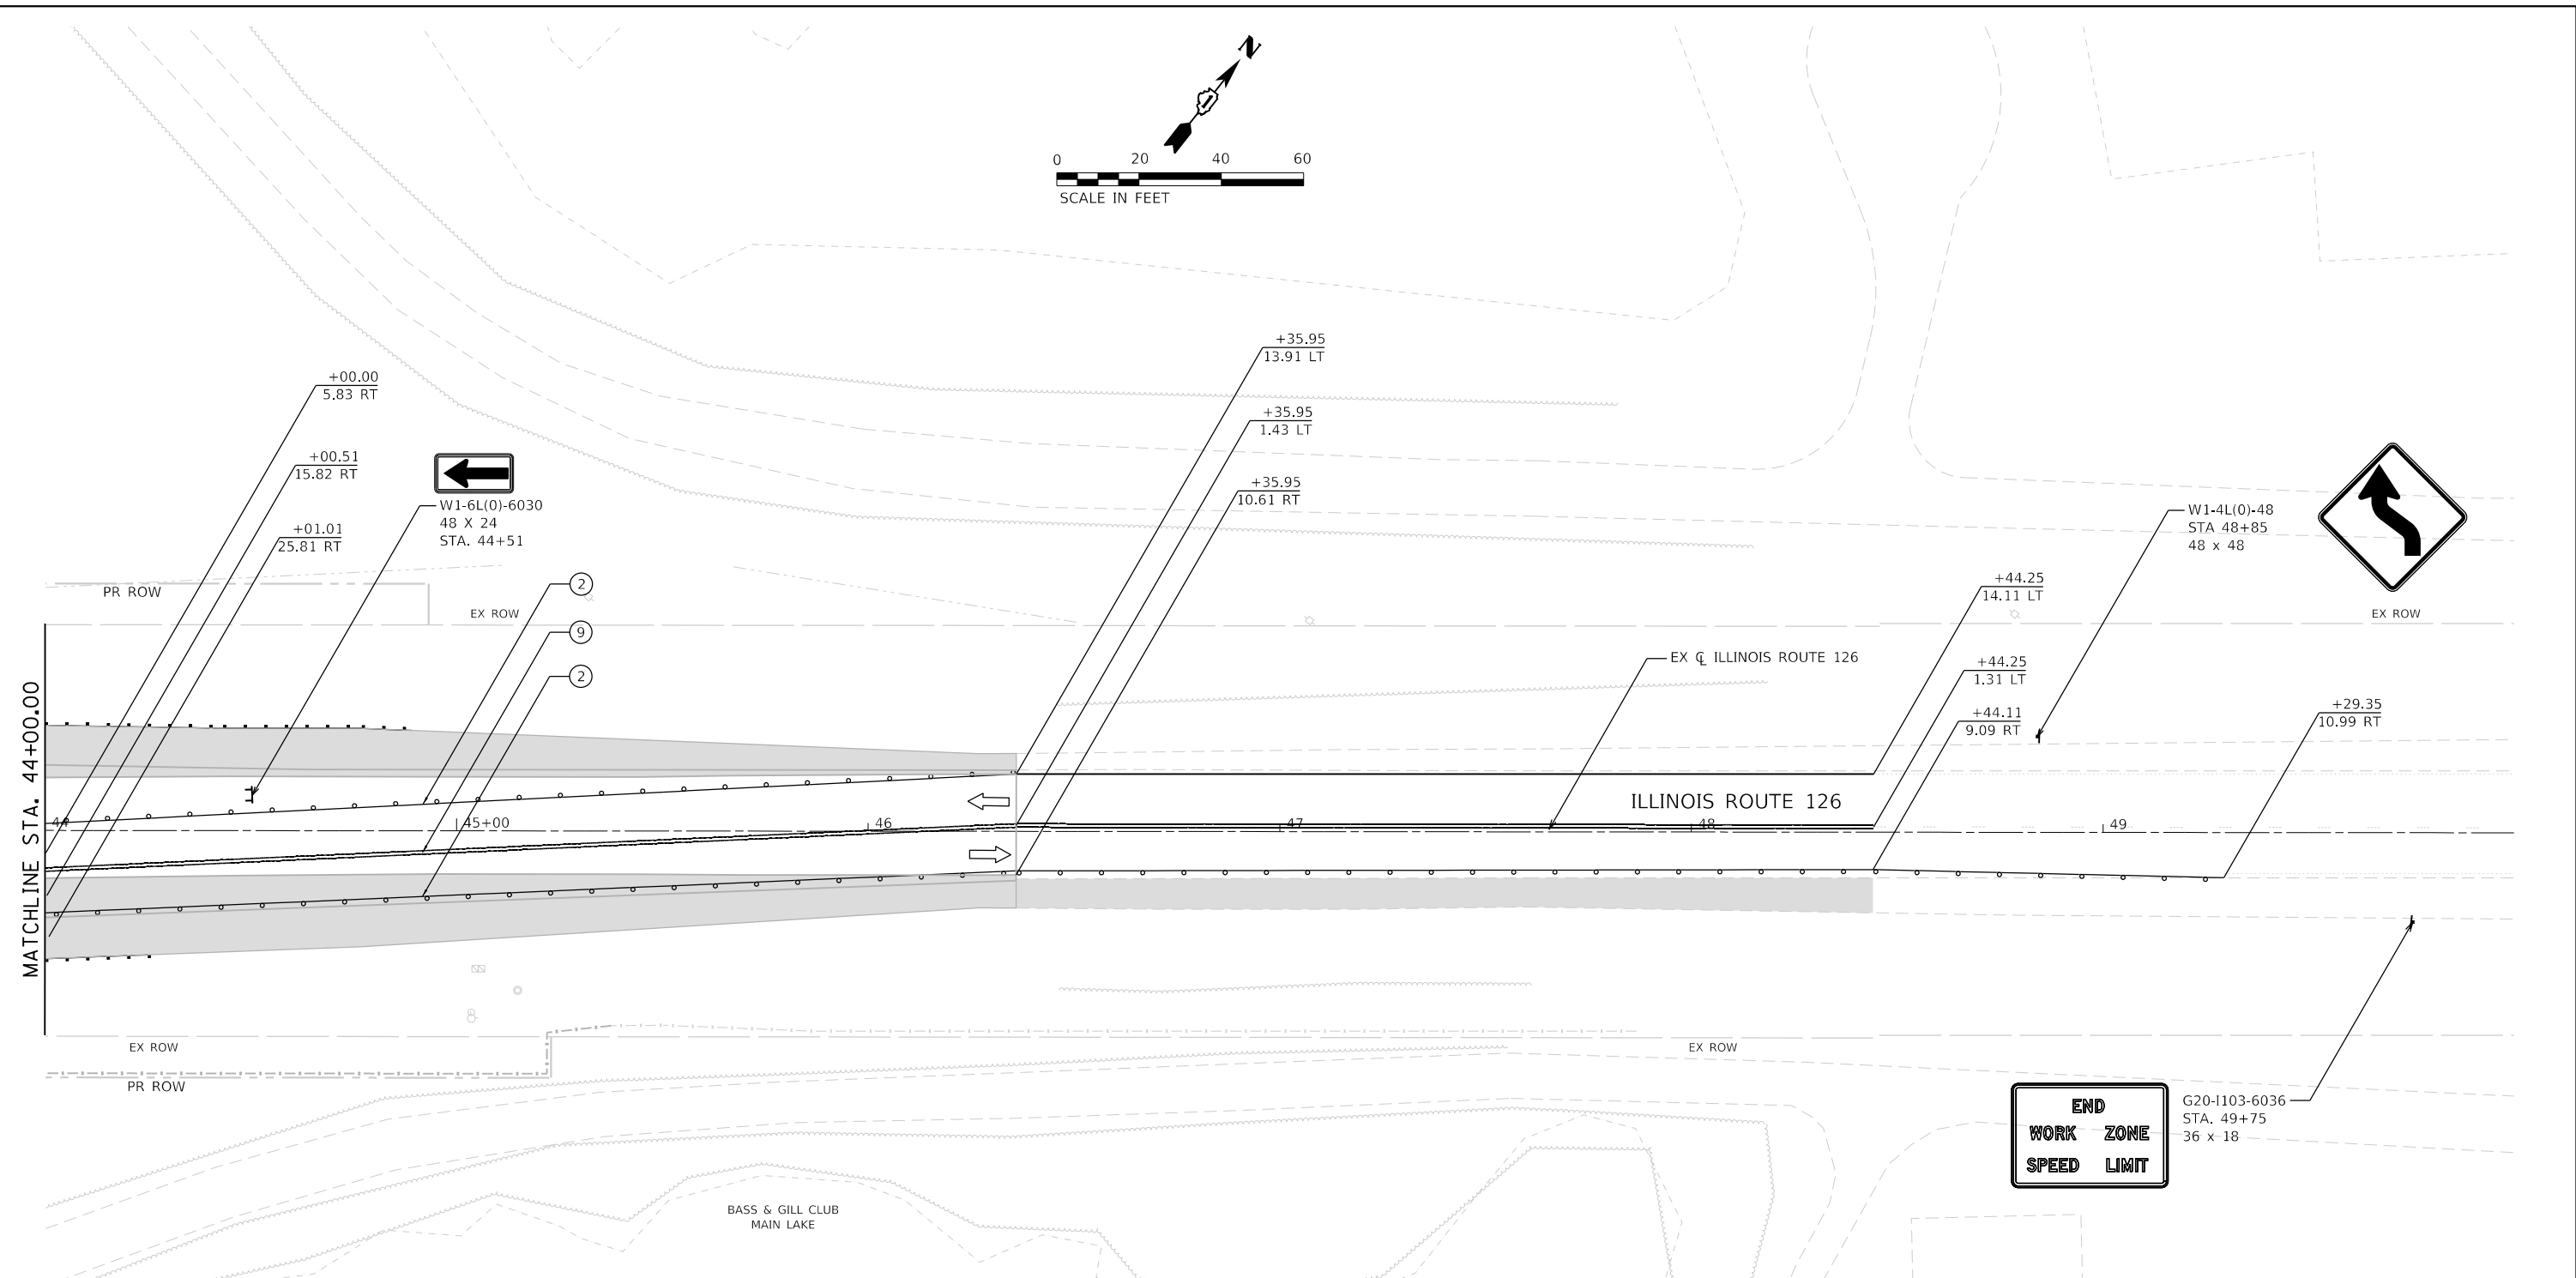 N
0 20 40 60
SCALE IN FEET
+35.95
13.91 LT
+00.00
5.83 RT
+35.95
1.43 LT
+00.51
15.82 RT
+35.95
10.61 RT
W1-6L(0)-6030
48 X 24
STA. 44+51
+01.01
25.81 RT
W1-4L(0)-48
STA 48+85
48 x 48
2
+44.25
14.11 LT
PR ROW
EX ROW
EX ROW
9
EX ℄ ILLINOIS ROUTE 126
+44.25
1.31 LT
2
MATCHLINE STA. 44+00.00
+29.35
10.99 RT
+44.11
9.09 RT
ILLINOIS ROUTE 126
44 45+00 46 47 48 49
EX ROW
EX ROW
PR ROW
END
WORK ZONE
SPEED LIMIT
G20-I103-6036
STA. 49+75
36 x 18
BASS & GILL CLUB
MAIN LAKE